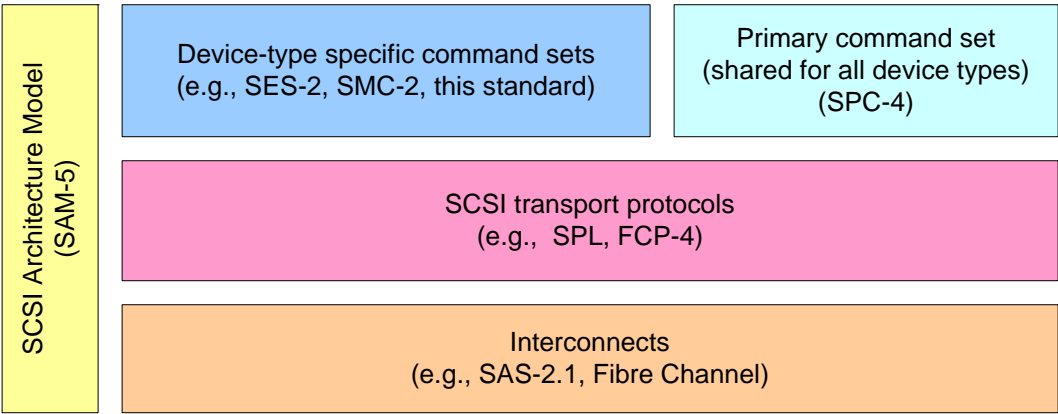 SCSI Architecture Model
(SAM-5)
Device-type specific command sets
(e.g., SES-2, SMC-2, this standard)
Primary command set
(shared for all device types)
(SPC-4)
SCSI transport protocols
(e.g.,  SPL, FCP-4)
Interconnects
(e.g., SAS-2.1, Fibre Channel)